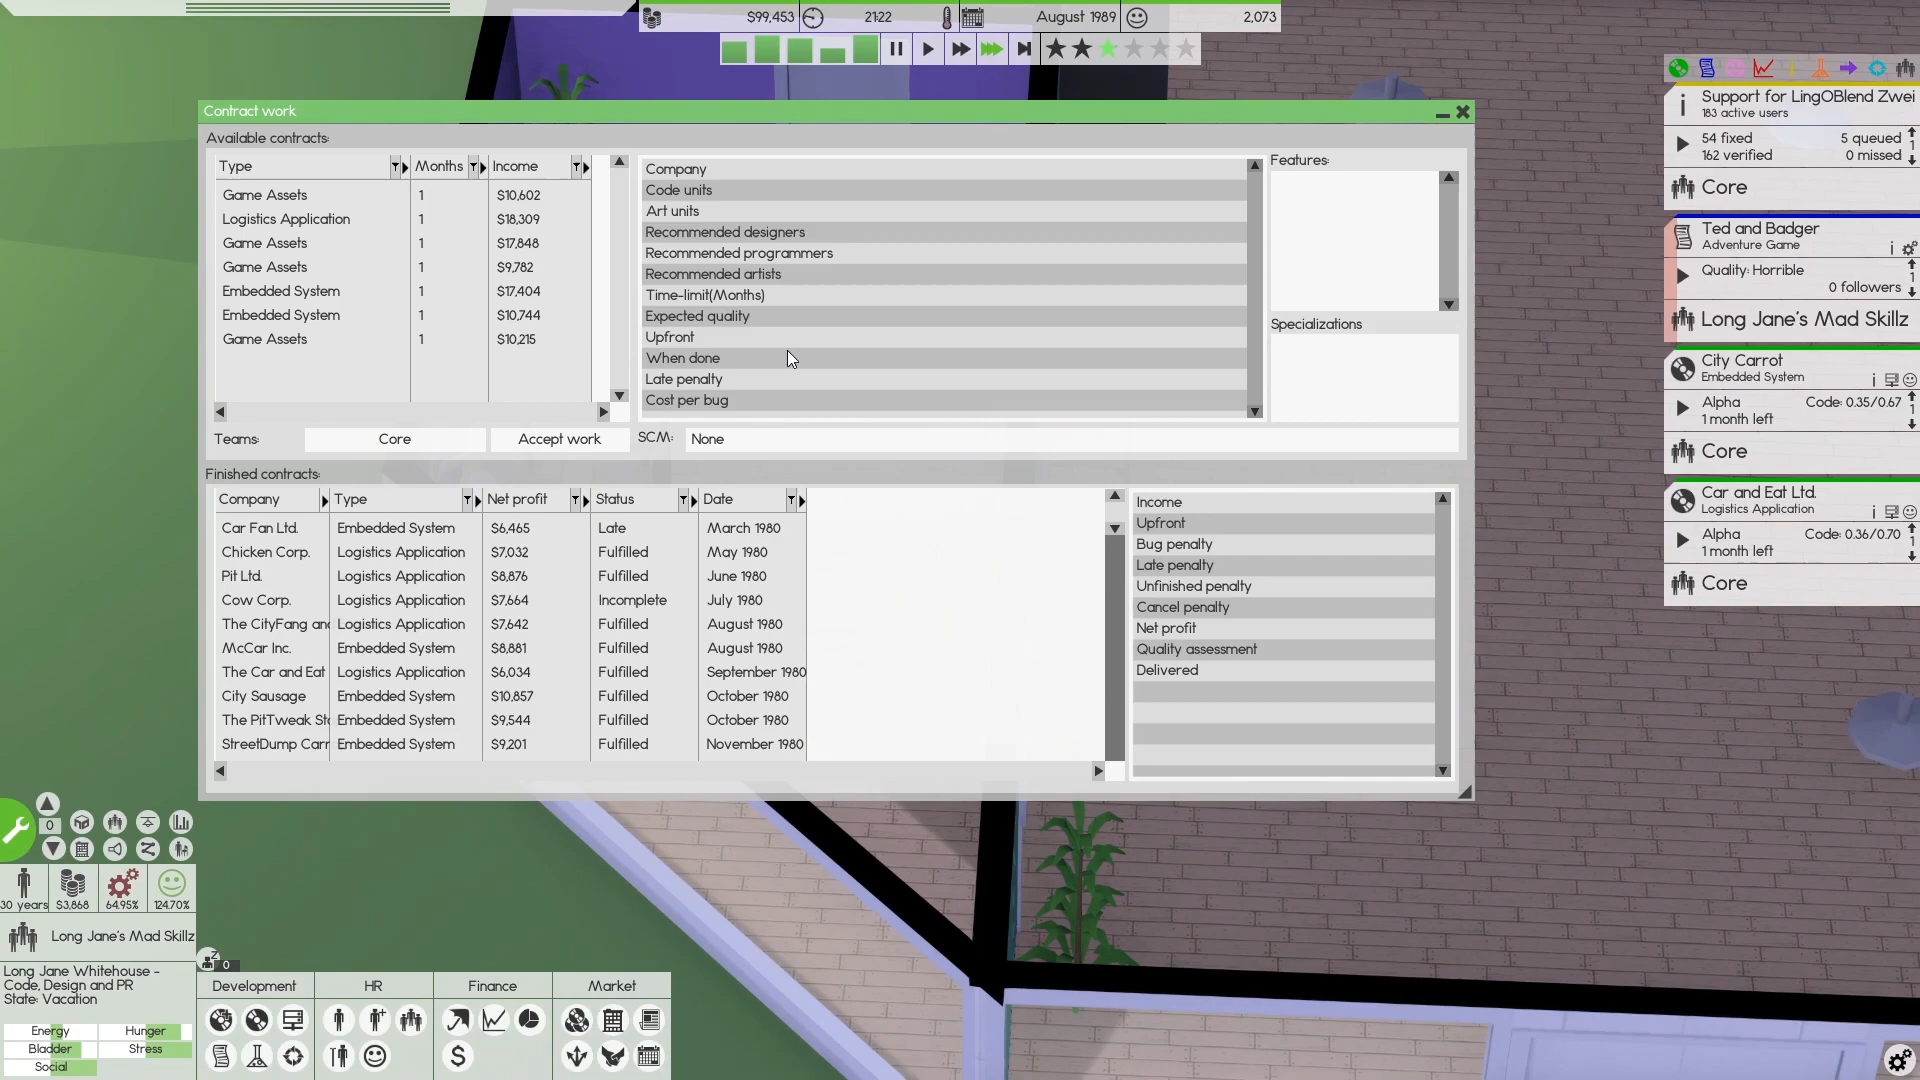 $99,453
21:22
August 1989
2,073
Contract work
Available contracts:
Type Months Income
Game Assets 1 $10,602
Logistics Application 1 $18,309
Game Assets 1 $17,848
Game Assets 1 $9,782
Embedded System 1 $17,404
Embedded System 1 $10,744
Game Assets 1 $10,215
Company
Code units
Art units
Recommended designers
Recommended programmers
Recommended artists
Time-limit(Months)
Expected quality
Upfront
When done
Late penalty
Cost per bug
Features:
Specializations
Teams: Core Accept work SCM: None
Finished contracts:
Company Type Net profit Status Date
Car Fan Ltd. Embedded System $6,465 Late March 1980
Chicken Corp. Logistics Application $7,032 Fulfilled May 1980
Pit Ltd. Logistics Application $8,876 Fulfilled June 1980
Cow Corp. Logistics Application $7,664 Incomplete July 1980
The CityFang and Logistics Application $7,642 Fulfilled August 1980
McCar Inc. Embedded System $8,881 Fulfilled August 1980
The Car and Eat Logistics Application $6,034 Fulfilled September 1980
City Sausage Embedded System $10,857 Fulfilled October 1980
The PitTweak Sto Embedded System $9,544 Fulfilled October 1980
StreetDump Carr Embedded System $9,201 Fulfilled November 1980
Income
Upfront
Bug penalty
Late penalty
Unfinished penalty
Cancel penalty
Net profit
Quality assessment
Delivered
Support for LingOBlend Zwei
183 active users
54 fixed 5 queued
1
162 verified 0 missed
Core
Ted and Badger
Adventure Game
Quality: Horrible
1
0 followers
Long Jane's Mad Skillz
City Carrot
Embedded System
Alpha Code: 0.35/0.67
1
1 month left
Core
Car and Eat Ltd.
Logistics Application
Alpha Code: 0.36/0.70
1
1 month left
Core
0
30 years $3,868 64.95% 124.70%
Long Jane's Mad Skillz
Long Jane Whitehouse -
Code, Design and PR
State: Vacation
Energy Hunger
Bladder Stress
Social
z
0
Development HR Finance Market